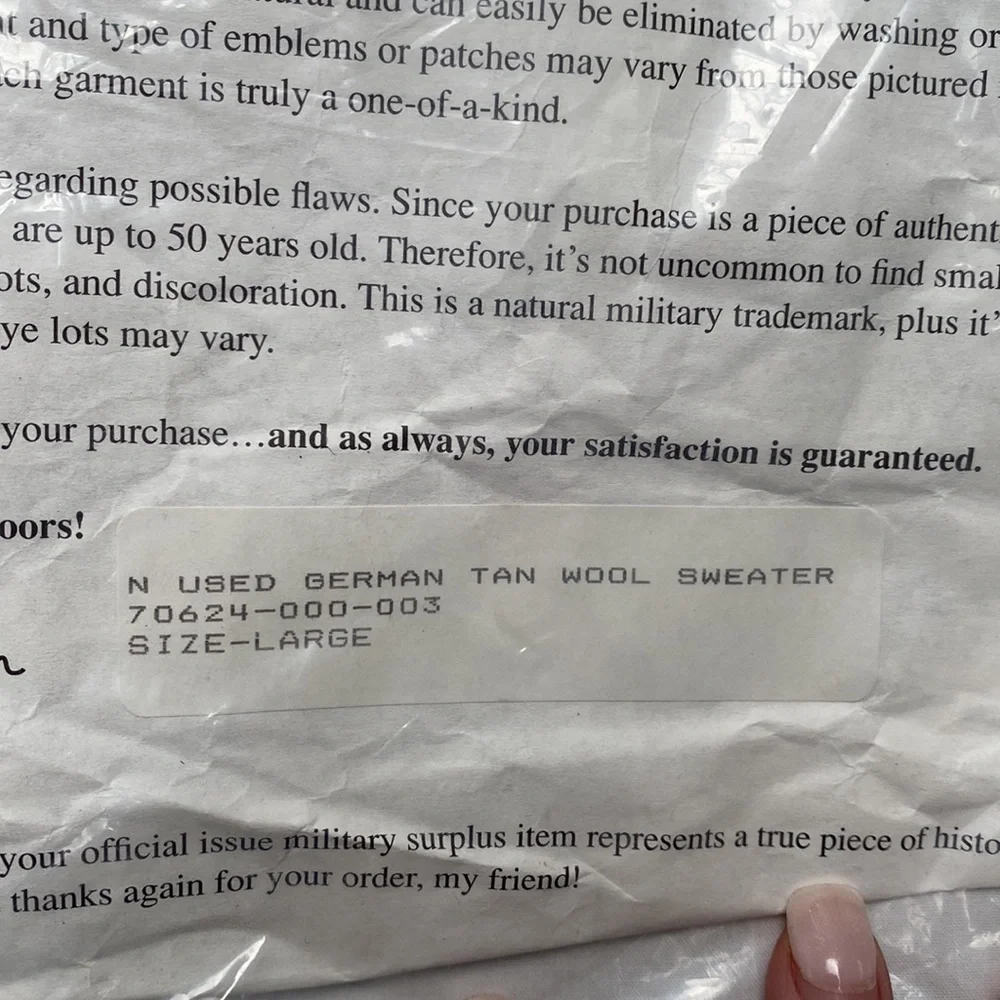 and can easily be eliminated by washing or
and type of emblems or patches may vary from those pictured
garment is truly a one-of-a-kind.
egarding possible flaws. Since your purchase is a piece of authent
are up to 50 years old. Therefore, it's not uncommon to find smal
ots, and discoloration. This is a natural military trademark, plus it'
ye lots may vary.
your purchase...and as always, your satisfaction is guaranteed.
oors!
N USED GERMAN TAN WOOL SWEATER
70624-000-003
SIZE-LARGE
your official issue military surplus item represents a true piece of histo
thanks again for your order, my friend!